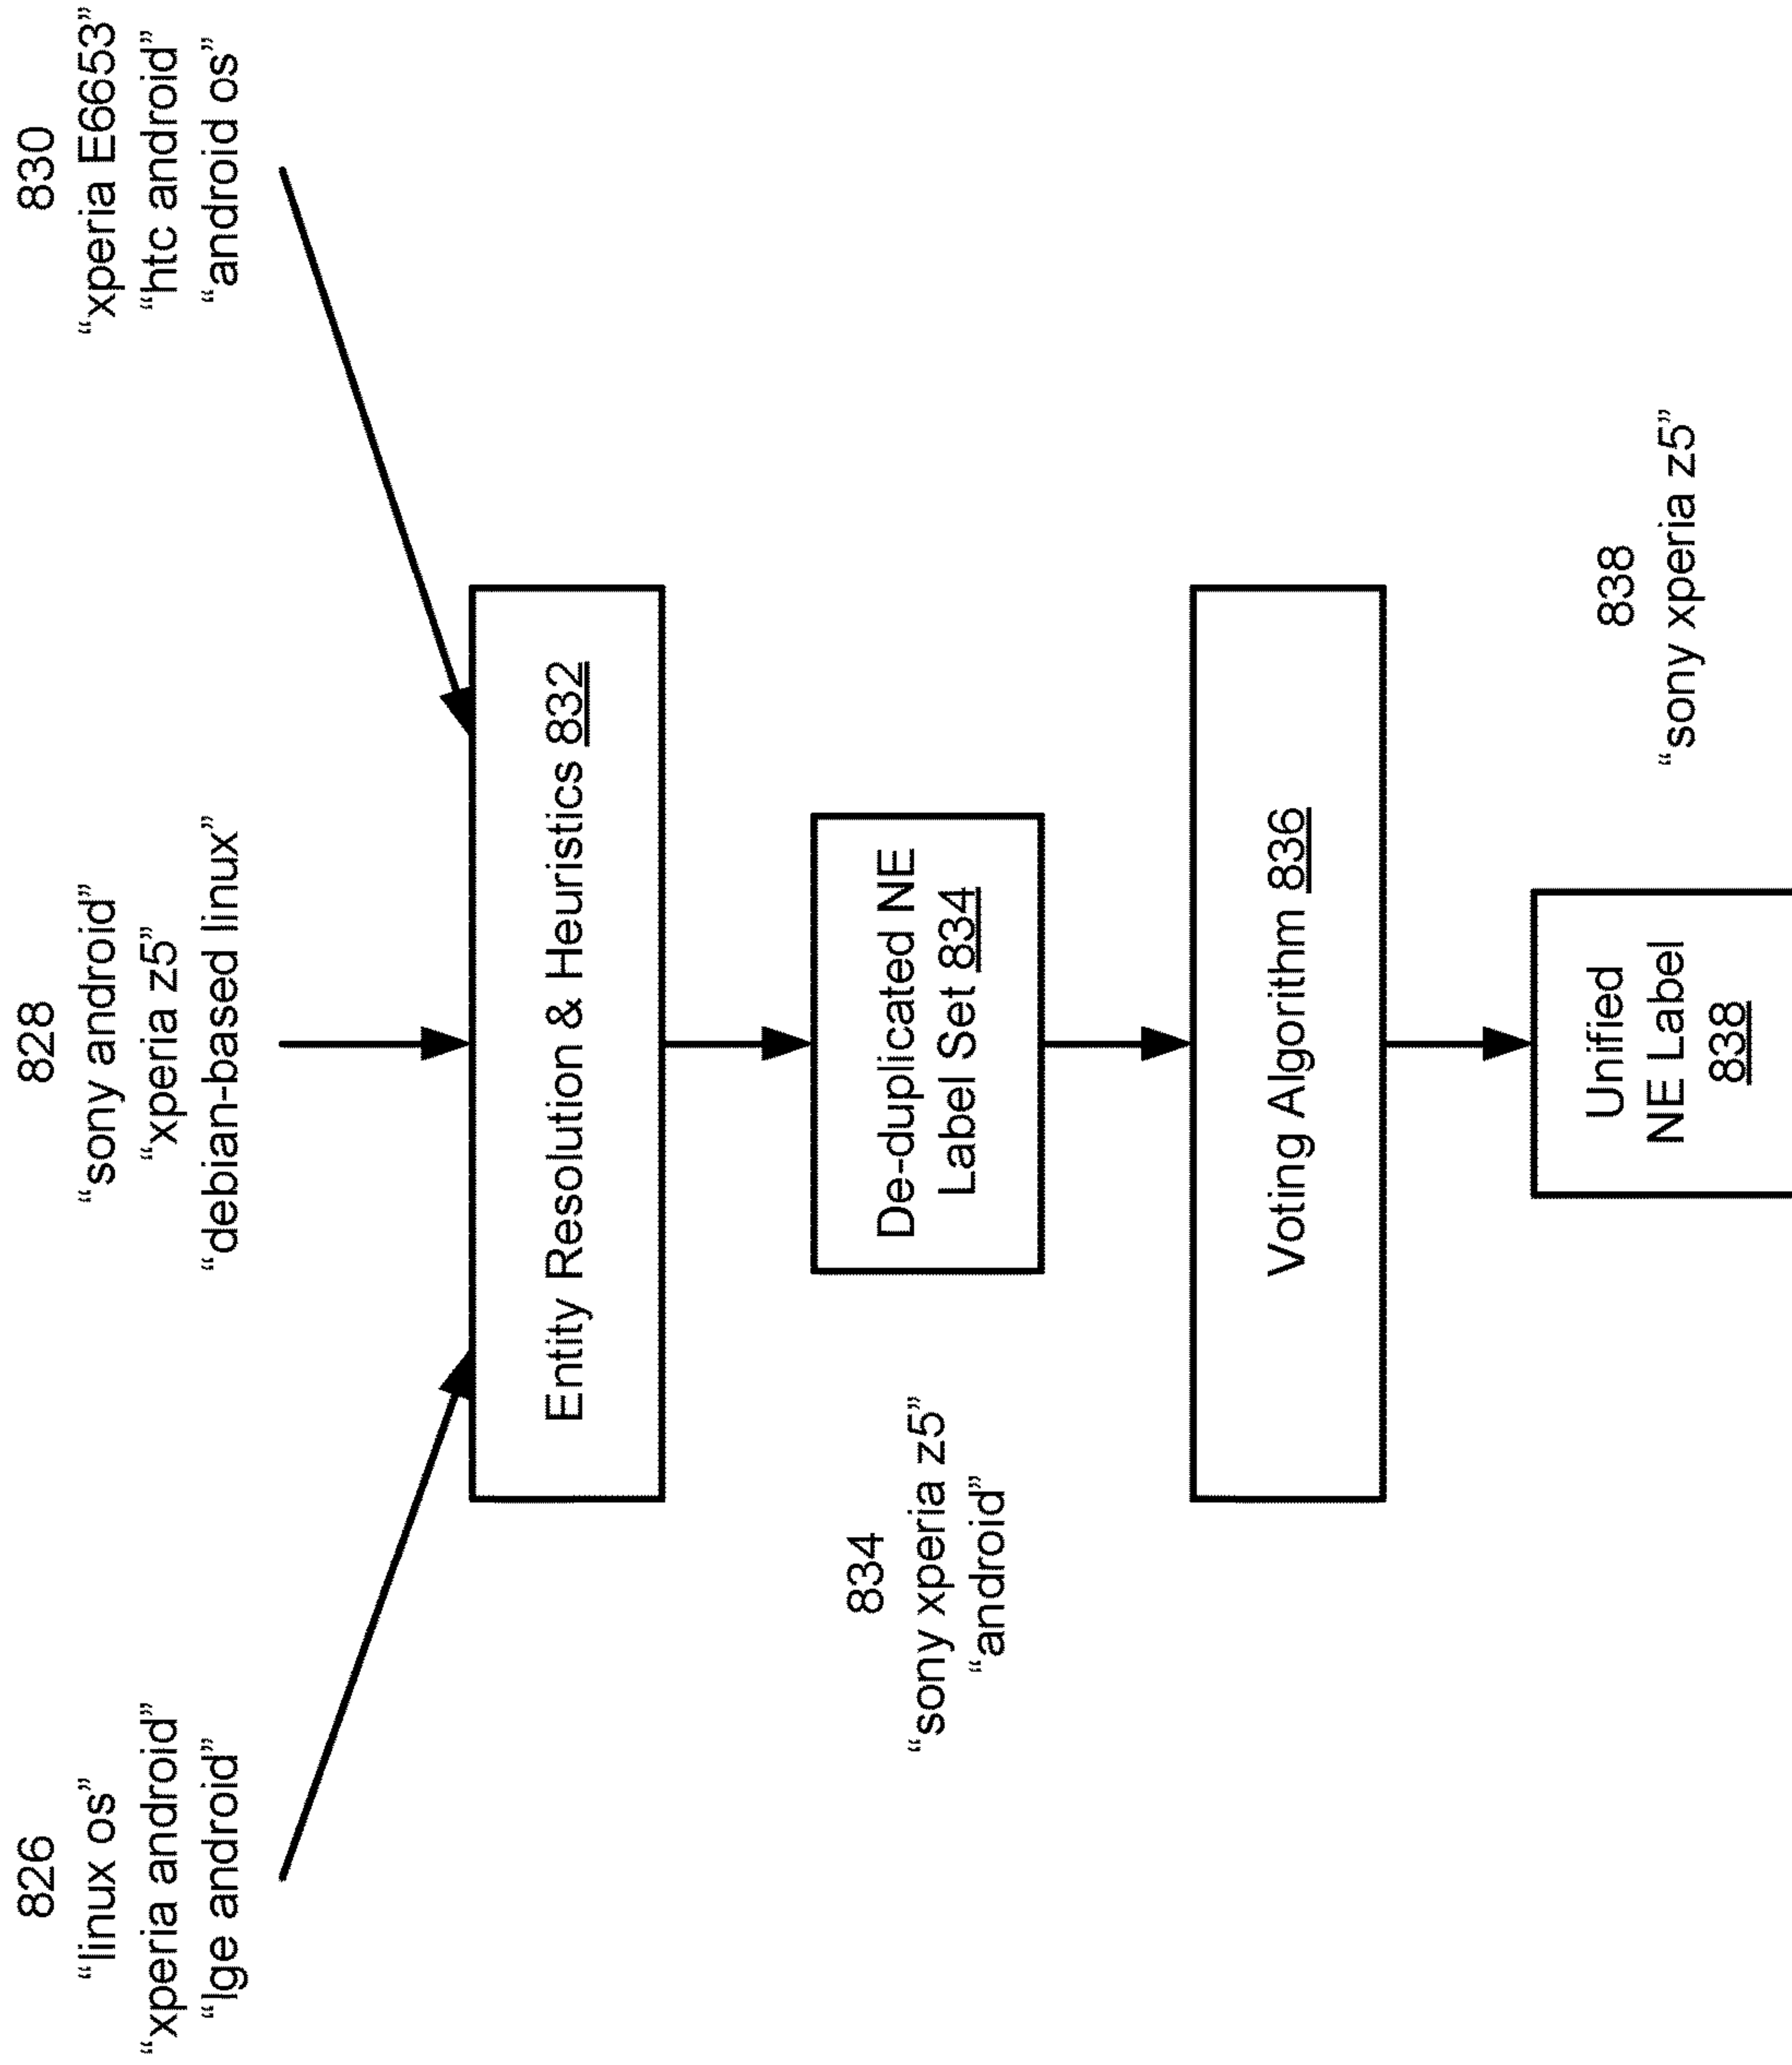 826
“linux os”
“xperia android”
“lge android”
828
“sony android”
“xperia z5”
“debian-based linux”
830
“xperia E6653”
“htc android”
“android os”
Entity Resolution & Heuristics 832
834
“sony xperia z5”
“android”
De-duplicated NE
Label Set 834
Voting Algorithm 836
Unified
NE Label
838
838
“sony xperia z5”